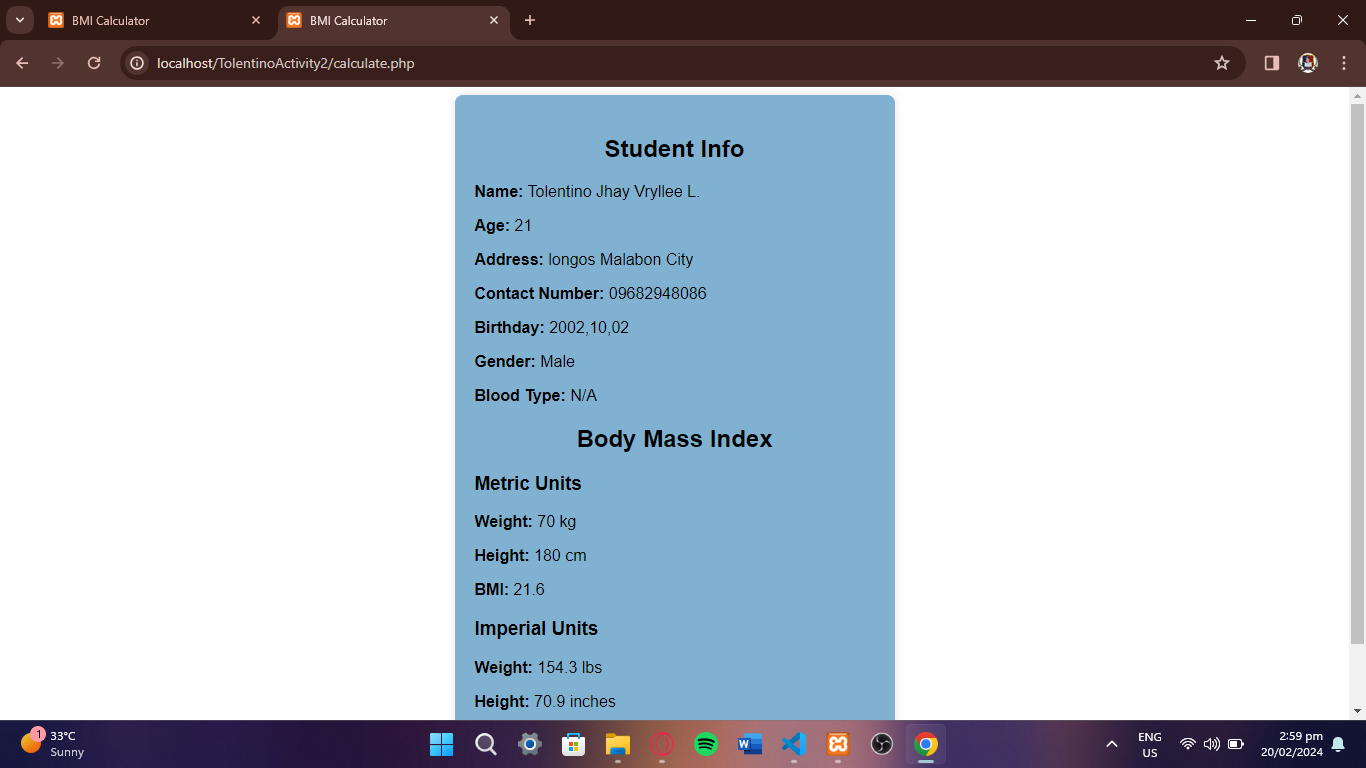 BMI Calculator
BMI Calculator
localhost/TolentinoActivity2/calculate.php
Student Info
Name: Tolentino Jhay Vryllee L.
Age: 21
Address: longos Malabon City
Contact Number: 09682948086
Birthday: 2002,10,02
Gender: Male
Blood Type: N/A
Body Mass Index
Metric Units
Weight: 70 kg
Height: 180 cm
BMI: 21.6
Imperial Units
Weight: 154.3 lbs
Height: 70.9 inches
1
33°C
Sunny
ENG
US
2:59 pm
20/02/2024